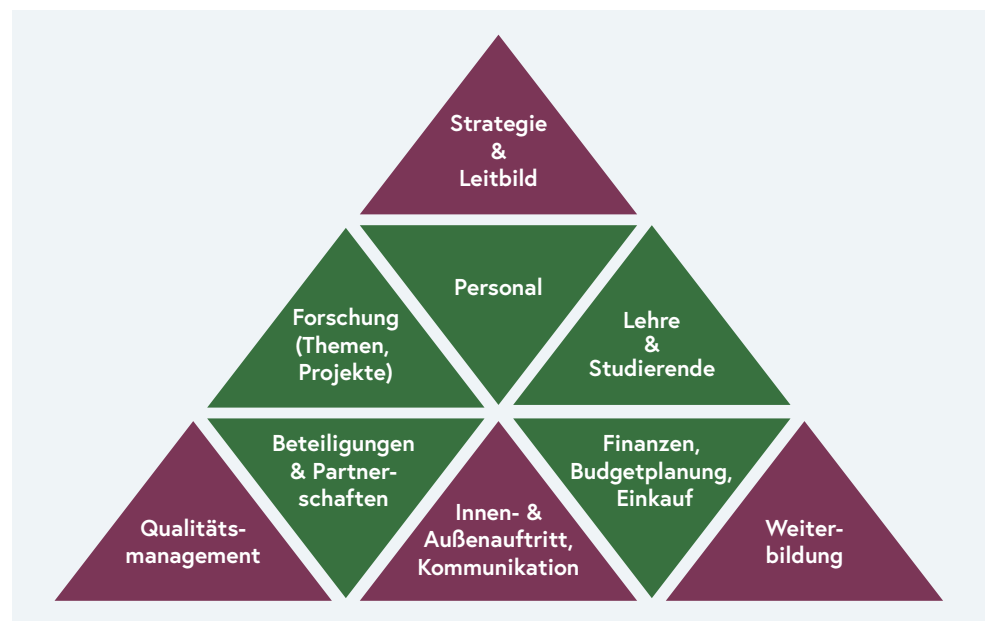 Strategie
&
Leitbild
Personal
Forschung
(Themen,
Projekte)
Lehre
&
Studierende
Beteiligungen
& Partner-
schaften
Finanzen,
Budgetplanung,
Einkauf
Qualitäts-
management
Innen- &
Außenauftritt,
Kommunikation
Weiter-
bildung